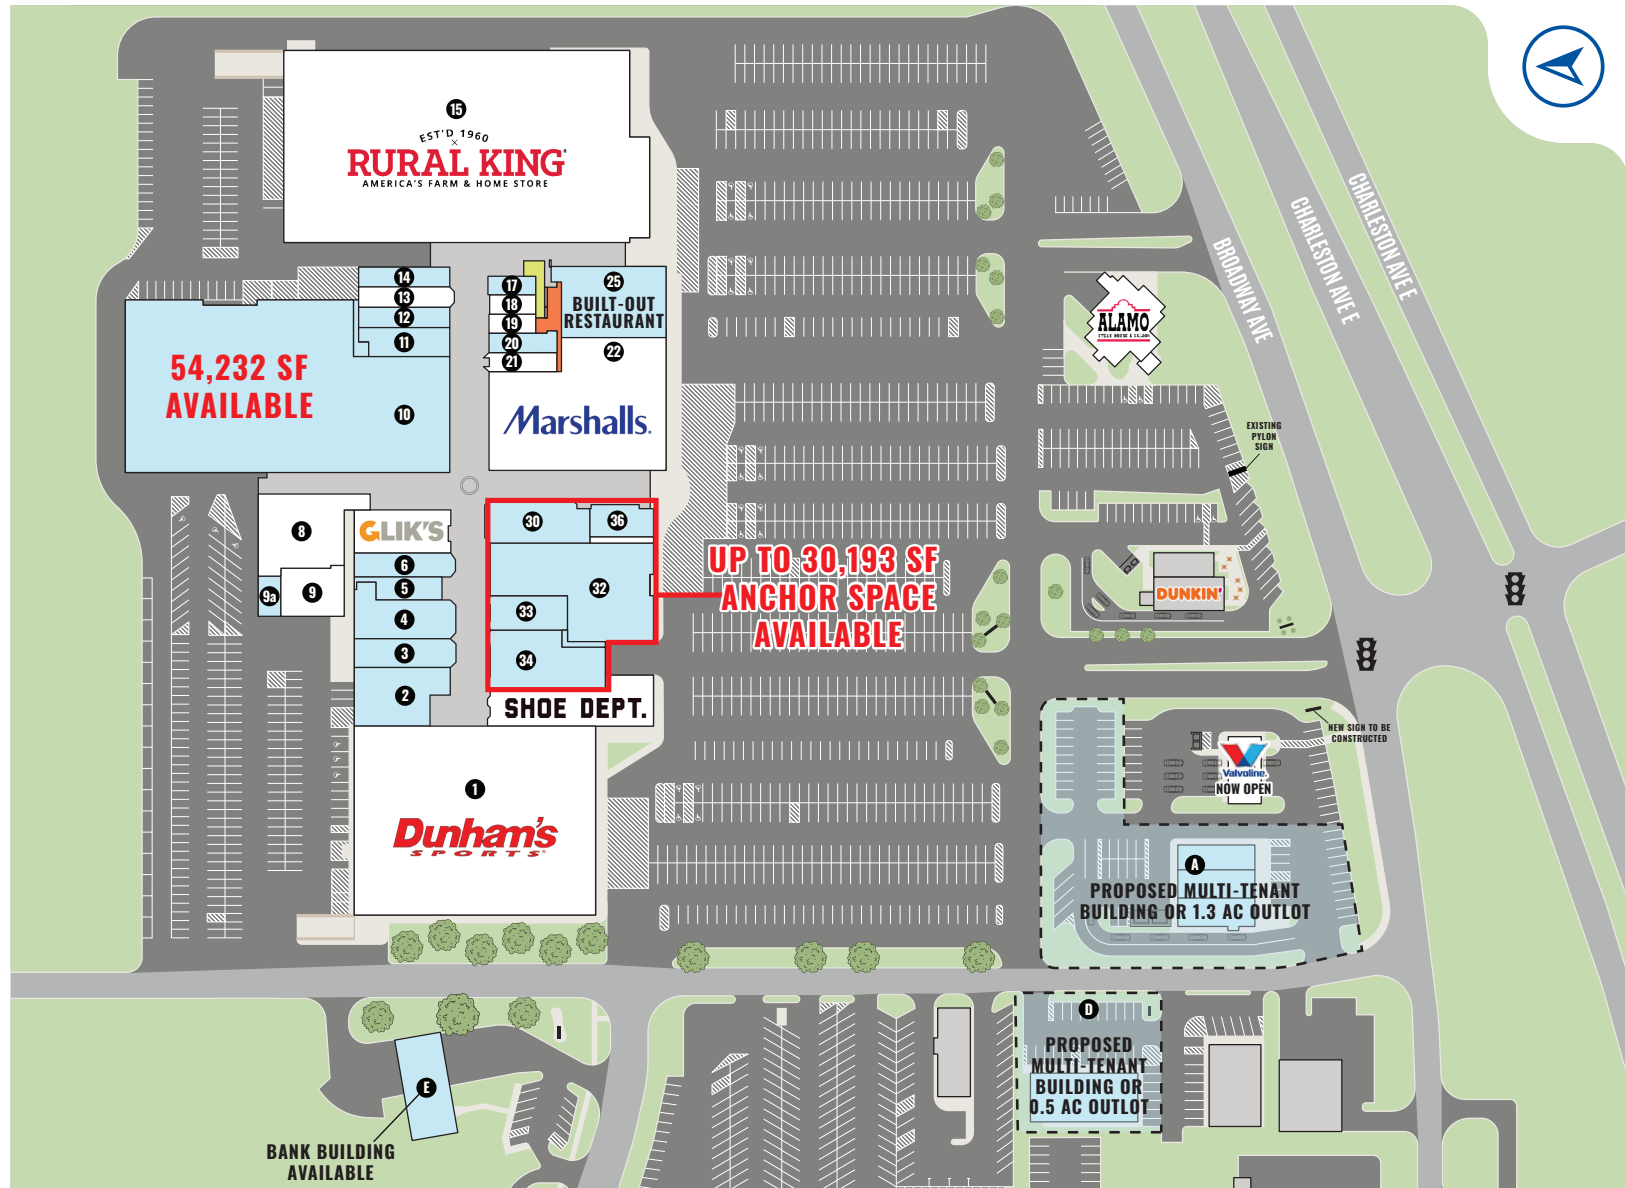 15
EST'D 1960
RURAL KING
AMERICA'S FARM & HOME STORE
14
13
12
11
54,232 SF
AVAILABLE
10
17
18
19
20
21
25
BUILT-OUT
RESTAURANT
22
Marshalls.
8
9a
9
GLIK'S
6
5
4
3
2
30
36
32
33
34
UP TO 30,193 SF
ANCHOR SPACE
AVAILABLE
SHOE DEPT.
1
Dunham's
SPORTS
BROADWAY AVE
CHARLESTON AVE E
CHARLESTON AVE E
ALAMO
STEAK HOUSE & SALOON
EXISTING
PYLON
SIGN
DUNKIN'
NEW SIGN TO BE
CONSTRUCTED
Valvoline
NOW OPEN
A
PROPOSED MULTI-TENANT
BUILDING OR 1.3 AC OUTLOT
D
PROPOSED
MULTI-TENANT
BUILDING OR
0.5 AC OUTLOT
E
BANK BUILDING
AVAILABLE